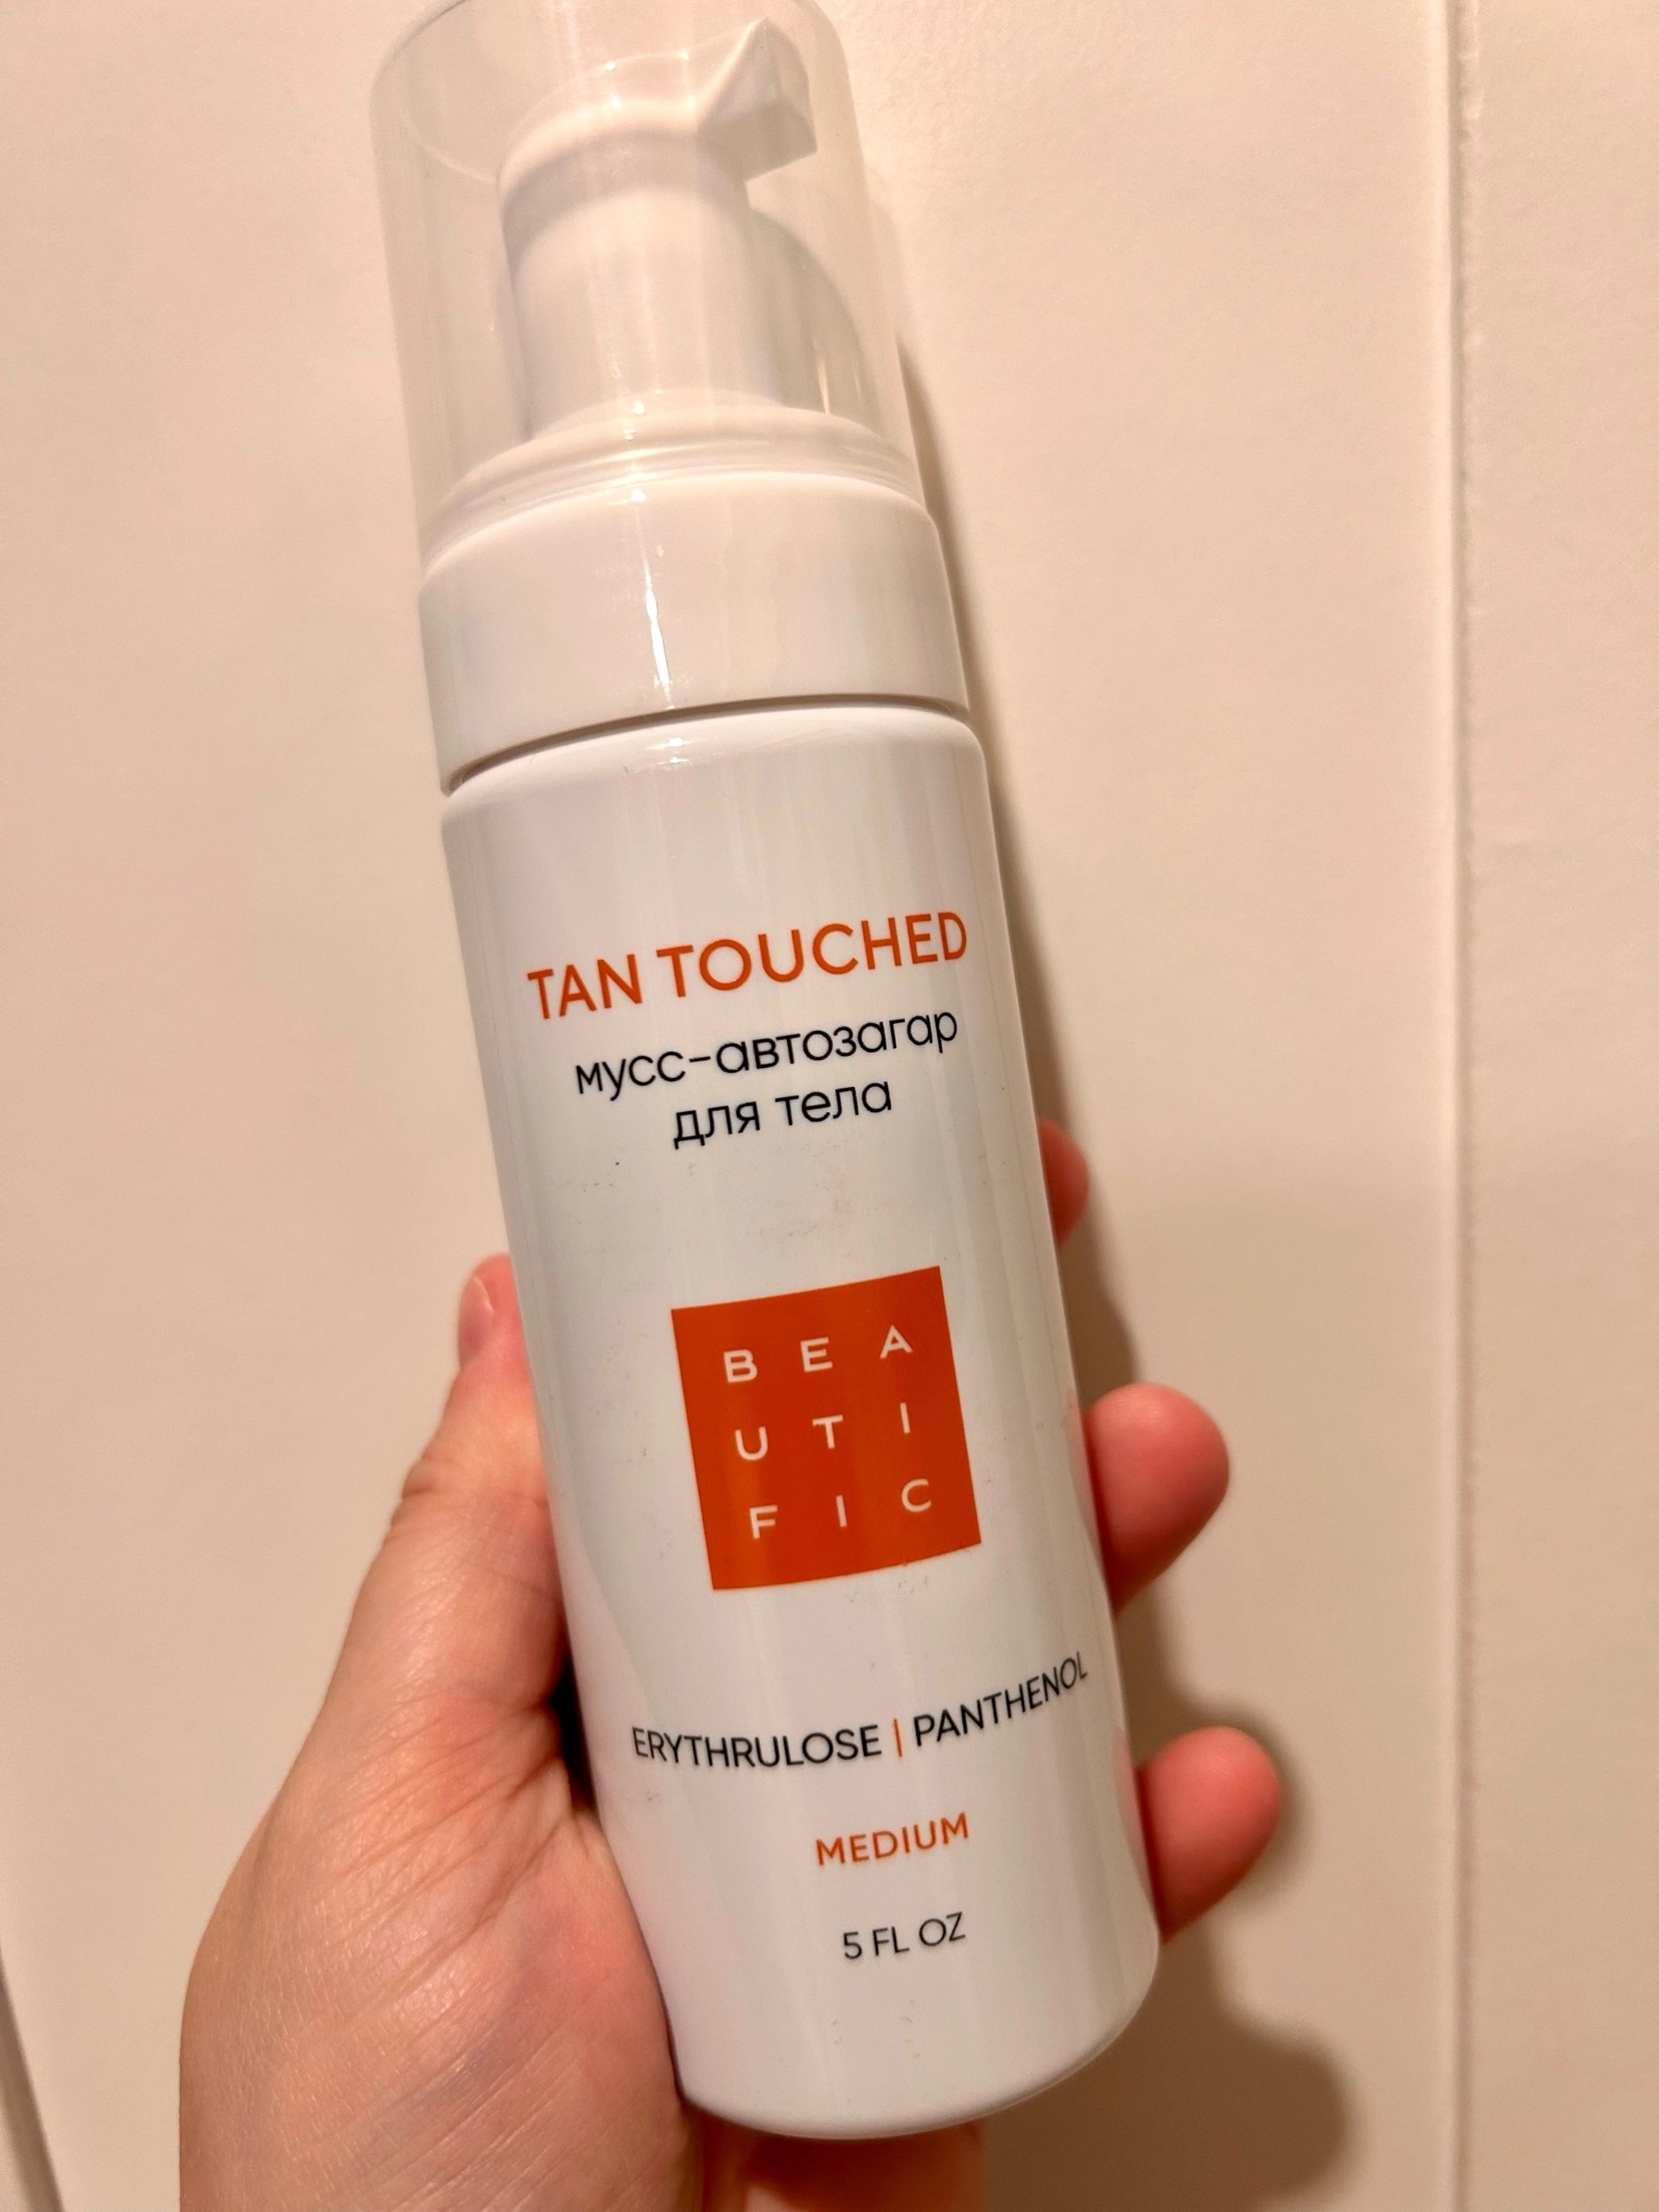 TAN TOUCHED
мусс-автозагар
для тела
BEA
UTI
FIC
ERYTHRULOSE | PANTHENOL
MEDIUM
5 FL OZ